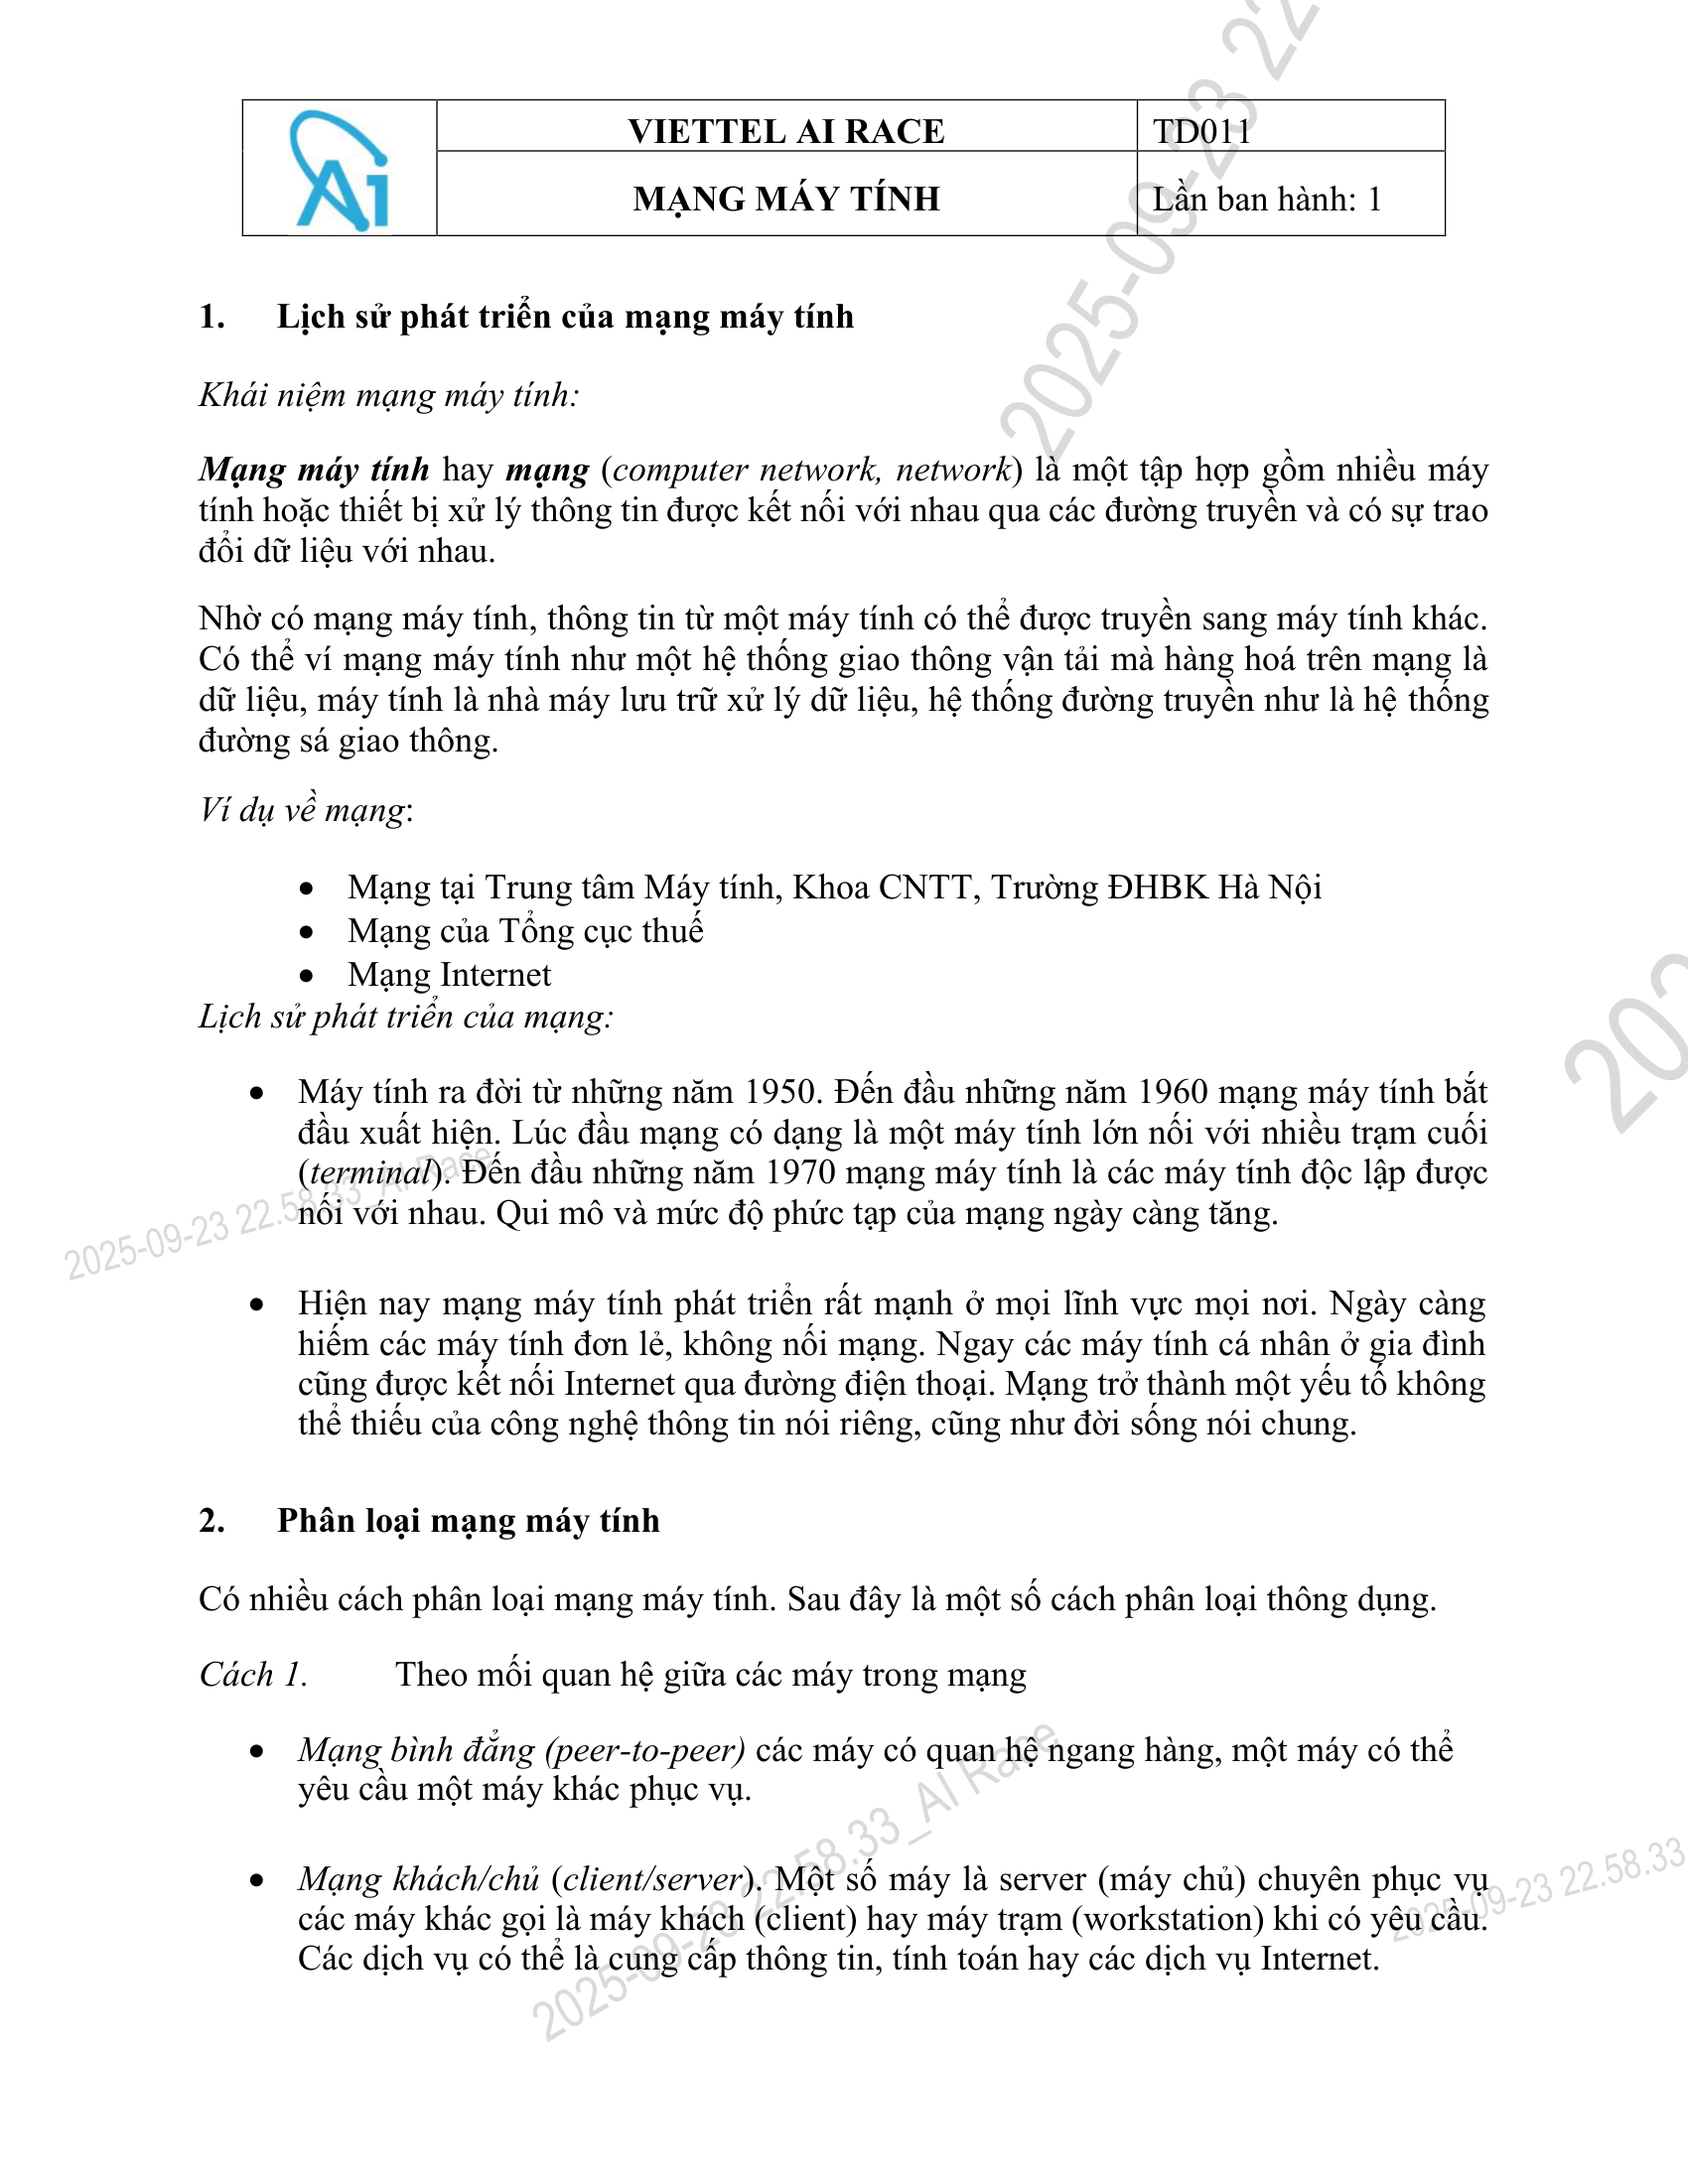 VIETTEL AI RACE
TD011
MẠNG MÁY TÍNH
Lần ban hành: 1
Ai
1. Lịch sử phát triển của mạng máy tính
Khái niệm mạng máy tính:
Mạng máy tính hay mạng (computer network, network) là một tập hợp gồm nhiều máy
tính hoặc thiết bị xử lý thông tin được kết nối với nhau qua các đường truyền và có sự trao
đổi dữ liệu với nhau.
Nhờ có mạng máy tính, thông tin từ một máy tính có thể được truyền sang máy tính khác.
Có thể ví mạng máy tính như một hệ thống giao thông vận tải mà hàng hoá trên mạng là
dữ liệu, máy tính là nhà máy lưu trữ xử lý dữ liệu, hệ thống đường truyền như là hệ thống
đường sá giao thông.
Ví dụ về mạng:
• Mạng tại Trung tâm Máy tính, Khoa CNTT, Trường ĐHBK Hà Nội
• Mạng của Tổng cục thuế
• Mạng Internet
Lịch sử phát triển của mạng:
• Máy tính ra đời từ những năm 1950. Đến đầu những năm 1960 mạng máy tính bắt
đầu xuất hiện. Lúc đầu mạng có dạng là một máy tính lớn nối với nhiều trạm cuối
(terminal). Đến đầu những năm 1970 mạng máy tính là các máy tính độc lập được
nối với nhau. Qui mô và mức độ phức tạp của mạng ngày càng tăng.
• Hiện nay mạng máy tính phát triển rất mạnh ở mọi lĩnh vực mọi nơi. Ngày càng
hiếm các máy tính đơn lẻ, không nối mạng. Ngay các máy tính cá nhân ở gia đình
cũng được kết nối Internet qua đường điện thoại. Mạng trở thành một yếu tố không
thể thiếu của công nghệ thông tin nói riêng, cũng như đời sống nói chung.
2. Phân loại mạng máy tính
Có nhiều cách phân loại mạng máy tính. Sau đây là một số cách phân loại thông dụng.
Cách 1. Theo mối quan hệ giữa các máy trong mạng
• Mạng bình đẳng (peer-to-peer) các máy có quan hệ ngang hàng, một máy có thể
yêu cầu một máy khác phục vụ.
• Mạng khách/chủ (client/server). Một số máy là server (máy chủ) chuyên phục vụ
các máy khác gọi là máy khách (client) hay máy trạm (workstation) khi có yêu cầu.
Các dịch vụ có thể là cung cấp thông tin, tính toán hay các dịch vụ Internet.
2025-09-23 22
202
2025-09-23 22.58.33_AI Race
2025-09-23 22.58.33_AI Race
2025-09-23 22.58.33